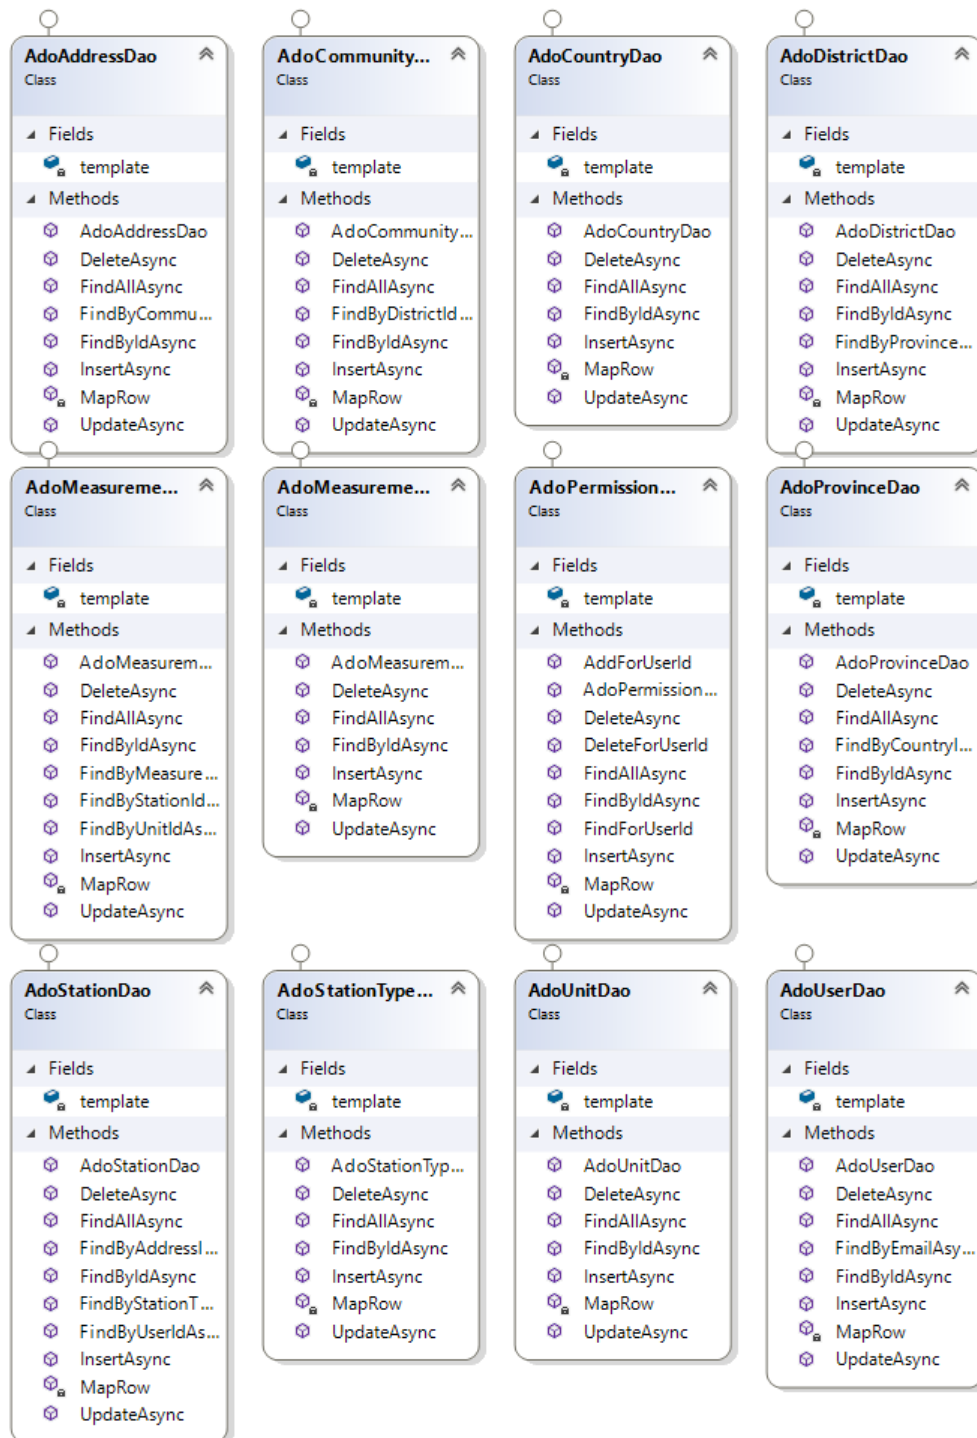 AdoAddressDao
Class
Fields
template
Methods
AdoAddressDao
DeleteAsync
FindAllAsync
FindByCommu...
FindByIdAsync
InsertAsync
MapRow
UpdateAsync
AdoCommunity...
Class
Fields
template
Methods
AdoCommunity...
DeleteAsync
FindAllAsync
FindByDistrictId...
FindByIdAsync
InsertAsync
MapRow
UpdateAsync
AdoCountryDao
Class
Fields
template
Methods
AdoCountryDao
DeleteAsync
FindAllAsync
FindByIdAsync
InsertAsync
MapRow
UpdateAsync
AdoDistrictDao
Class
Fields
template
Methods
AdoDistrictDao
DeleteAsync
FindAllAsync
FindByIdAsync
FindByProvince...
InsertAsync
MapRow
UpdateAsync
AdoMeasureme...
Class
Fields
template
Methods
AdoMeasurem...
DeleteAsync
FindAllAsync
FindByIdAsync
FindByMeasure...
FindByStationId...
FindByUnitIdAs...
InsertAsync
MapRow
UpdateAsync
AdoMeasureme...
Class
Fields
template
Methods
AdoMeasurem...
DeleteAsync
FindAllAsync
FindByIdAsync
InsertAsync
MapRow
UpdateAsync
AdoPermission...
Class
Fields
template
Methods
AddForUserId
AdoPermission...
DeleteAsync
DeleteForUserId
FindAllAsync
FindByIdAsync
FindForUserId
InsertAsync
MapRow
UpdateAsync
AdoProvinceDao
Class
Fields
template
Methods
AdoProvinceDao
DeleteAsync
FindAllAsync
FindByCountryI...
FindByIdAsync
InsertAsync
MapRow
UpdateAsync
AdoStationDao
Class
Fields
template
Methods
AdoStationDao
DeleteAsync
FindAllAsync
FindByAddressI...
FindByIdAsync
FindByStationT...
FindByUserIdAs...
InsertAsync
MapRow
UpdateAsync
AdoStationType...
Class
Fields
template
Methods
AdoStationTyp...
DeleteAsync
FindAllAsync
FindByIdAsync
InsertAsync
MapRow
UpdateAsync
AdoUnitDao
Class
Fields
template
Methods
AdoUnitDao
DeleteAsync
FindAllAsync
FindByIdAsync
InsertAsync
MapRow
UpdateAsync
AdoUserDao
Class
Fields
template
Methods
AdoUserDao
DeleteAsync
FindAllAsync
FindByEmailAsy...
FindByIdAsync
InsertAsync
MapRow
UpdateAsync